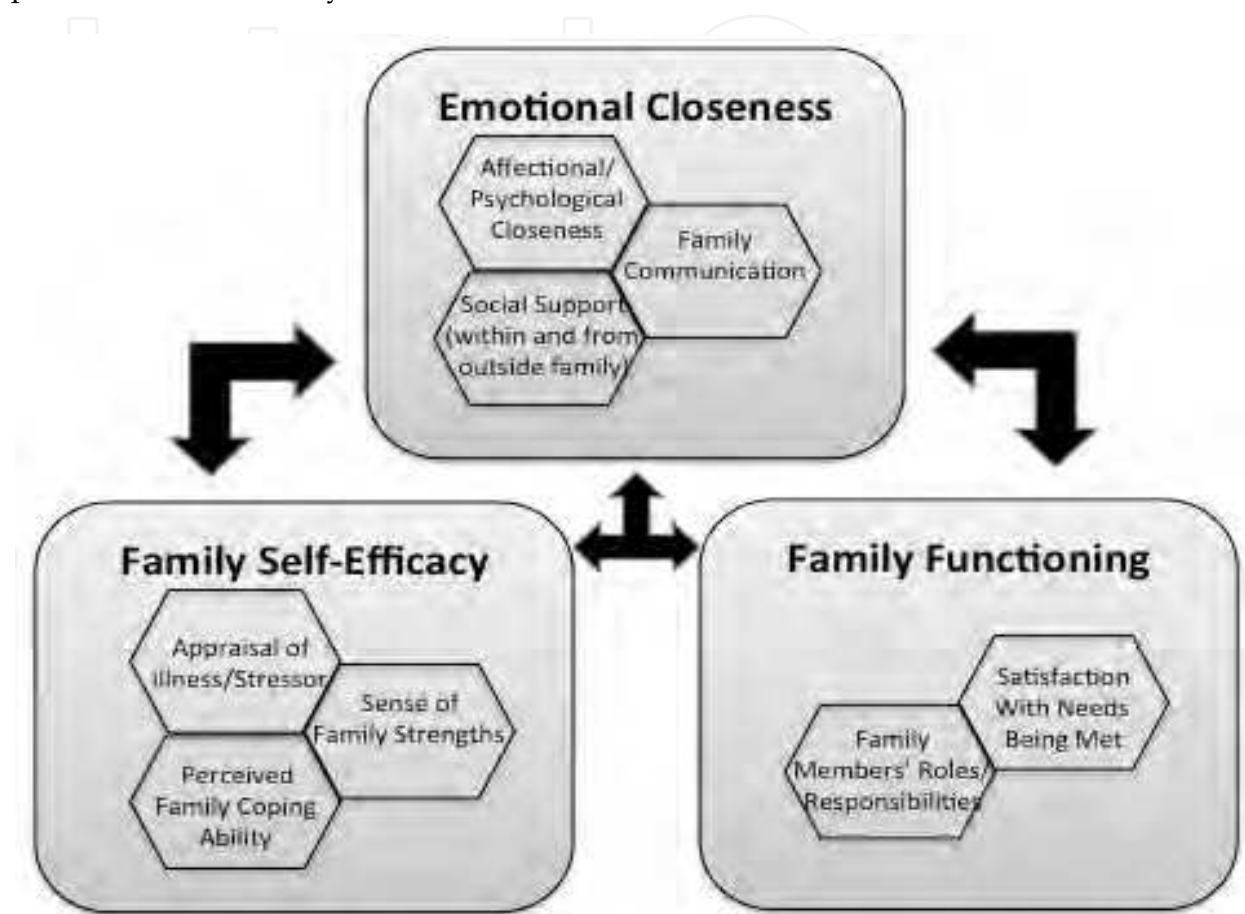 Emotional Closeness
Affectional/
Psychological
Closeness
Family
Communication
Social Support
(within and from
outside family)
Family Self-Efficacy
Appraisal of
Illness/Stressor
Sense of
Family Strengths
Perceived
Family Coping
Ability
Family Functioning
Satisfaction
With Needs
Being Met
Family
Members' Roles/
Responsibilities